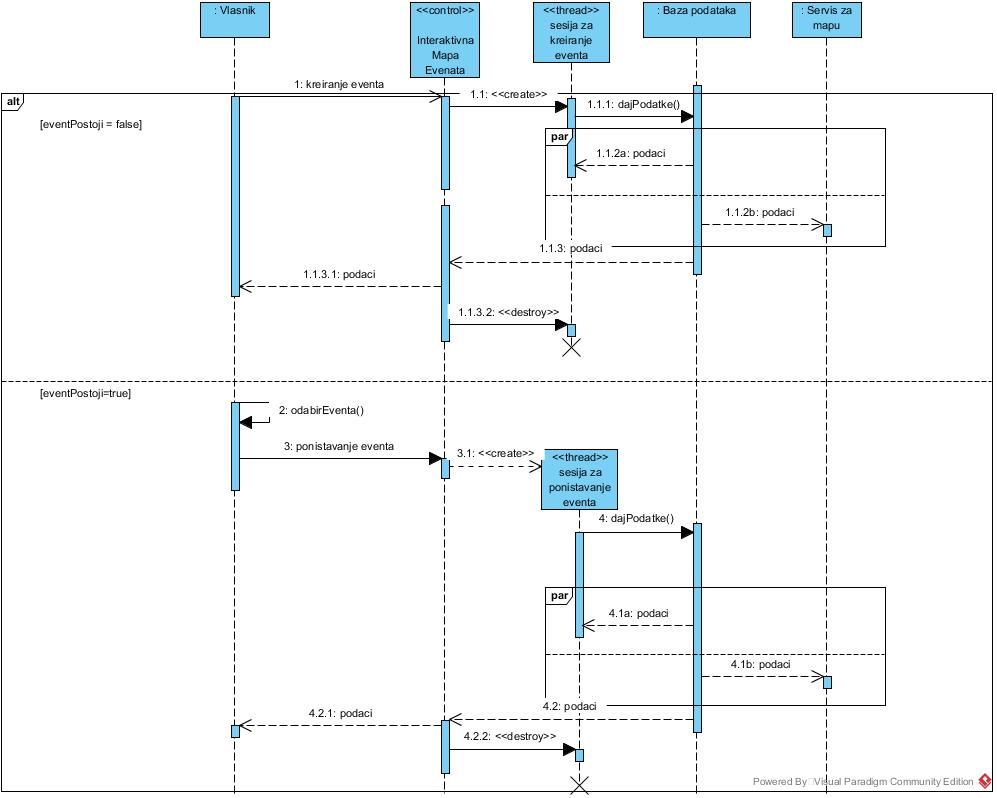 : Vlasnik
<<control>>
Interaktivna
Mapa
Evenata
<<thread>>
sesija za
kreiranje
eventa
: Baza podataka
: Servis za
mapu
1: kreiranje eventa
1.1: <<create>>
alt
1.1.1: dajPodatke()
[eventPostoji = false]
par
1.1.2a: podaci
1.1.2b: podaci
1.1.3: podaci
1.1.3.1: podaci
1.1.3.2: <<destroy>>
[eventPostoji=true]
2: odabirEventa()
3: ponistavanje eventa
3.1: <<create>>
<<thread>>
sesija za
ponistavanje
eventa
4: dajPodatke()
par
4.1a: podaci
4.1b: podaci
4.2: podaci
4.2.1: podaci
4.2.2: <<destroy>>
Powered By Visual Paradigm Community Edition